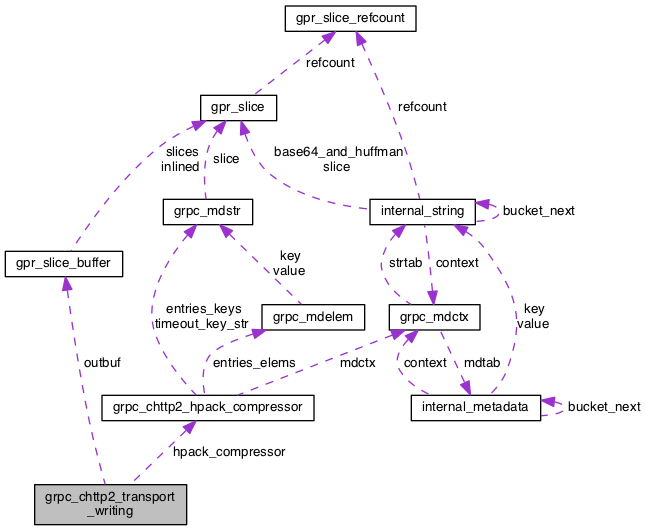 gpr_slice_refcount
refcount
gpr_slice
refcount
slices
inlined
slice
base64_and_huffman
slice
grpc_mdstr
internal_string
bucket_next
gpr_slice_buffer
key
value
strtab
context
entries_keys
timeout_key_str
grpc_mdelem
grpc_mdctx
key
value
outbuf
entries_elems
mdctx
context
mdtab
grpc_chttp2_hpack_compressor
internal_metadata
bucket_next
hpack_compressor
grpc_chttp2_transport
_writing